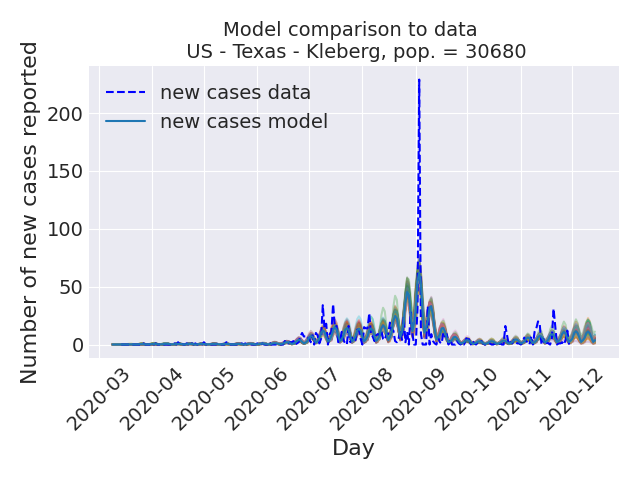 Model comparison to data
US - Texas - Kleberg, pop. = 30680
Number of new cases reported
200
150
100
50
0
new cases data
new cases model
2020-03
2020-04
2020-05
2020-06
2020-07
2020-08
2020-09
2020-10
2020-11
2020-12
Day